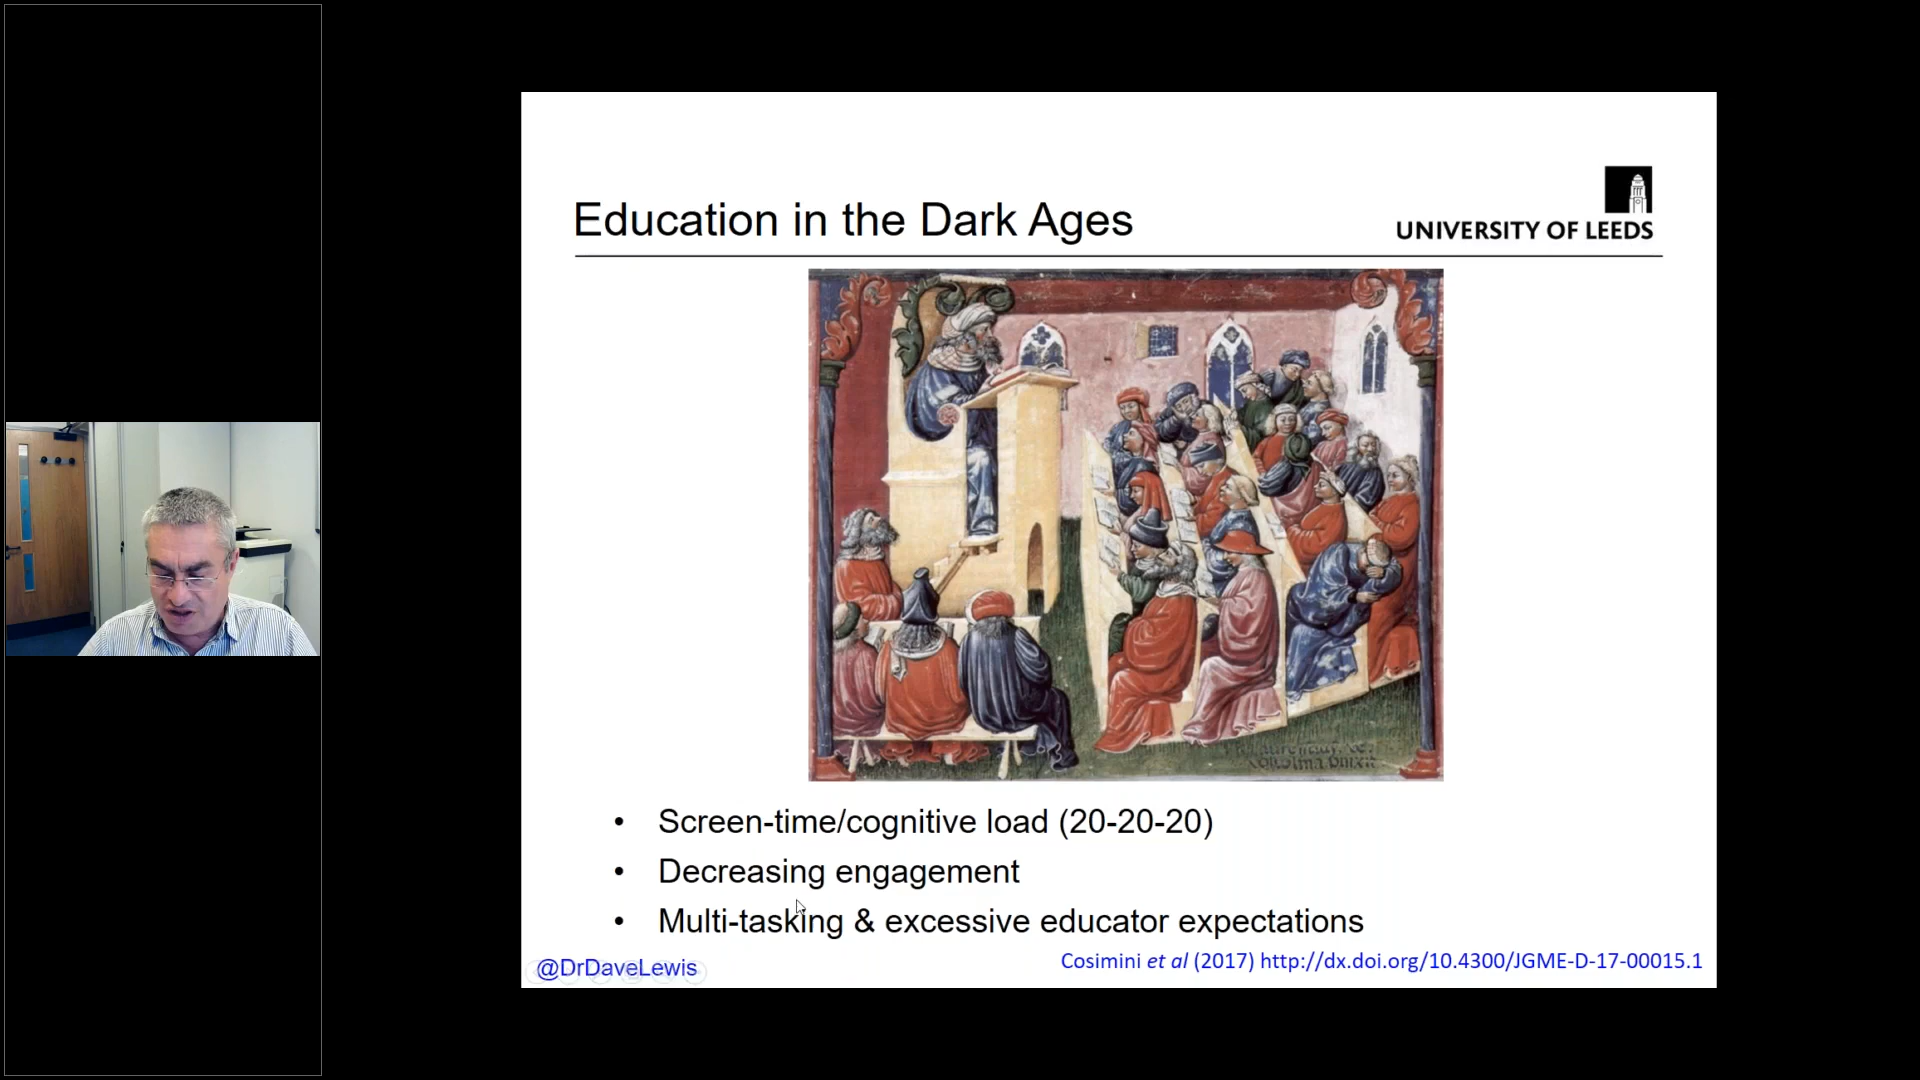 Education in the Dark Ages
UNIVERSITY OF LEEDS
• Screen-time/cognitive load (20-20-20)
• Decreasing engagement
• Multi-tasking & excessive educator expectations
@DrDaveLewis
Cosimini et al (2017) http://dx.doi.org/10.4300/JGME-D-17-00015.1